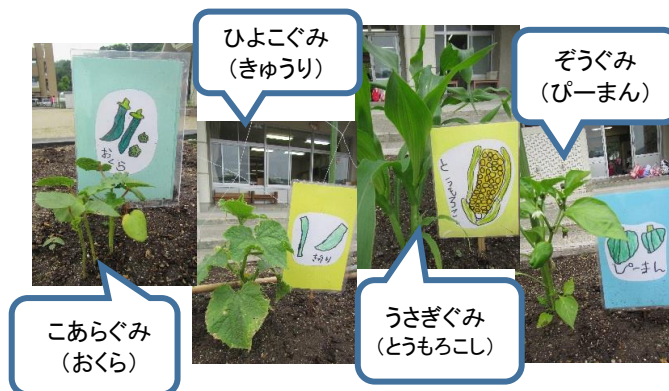 ひよこぐみ
(きゅうり)
ぞうぐみ
(ぴーまん)
おくら
きゅうり
とうもろこし
ぴーまん
こあらぐみ
(おくら)
うさぎぐみ
(とうもろこし)